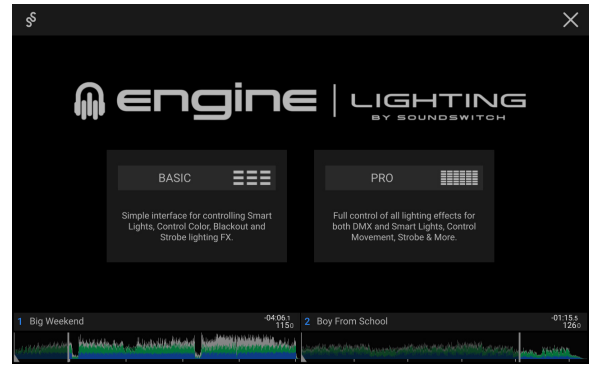 engine LIGHTING
BY SOUNDSWITCH
BASIC
Simple interface for controlling Smart
Lights, Control Color, Blackout and
Strobe lighting FX.
PRO
Full control of all lighting effects for
both DMX and Smart Lights, Control
Movement, Strobe & More.
1 Big Weekend -04:06.1
115.0
2 Boy From School -01:15.5
126.0